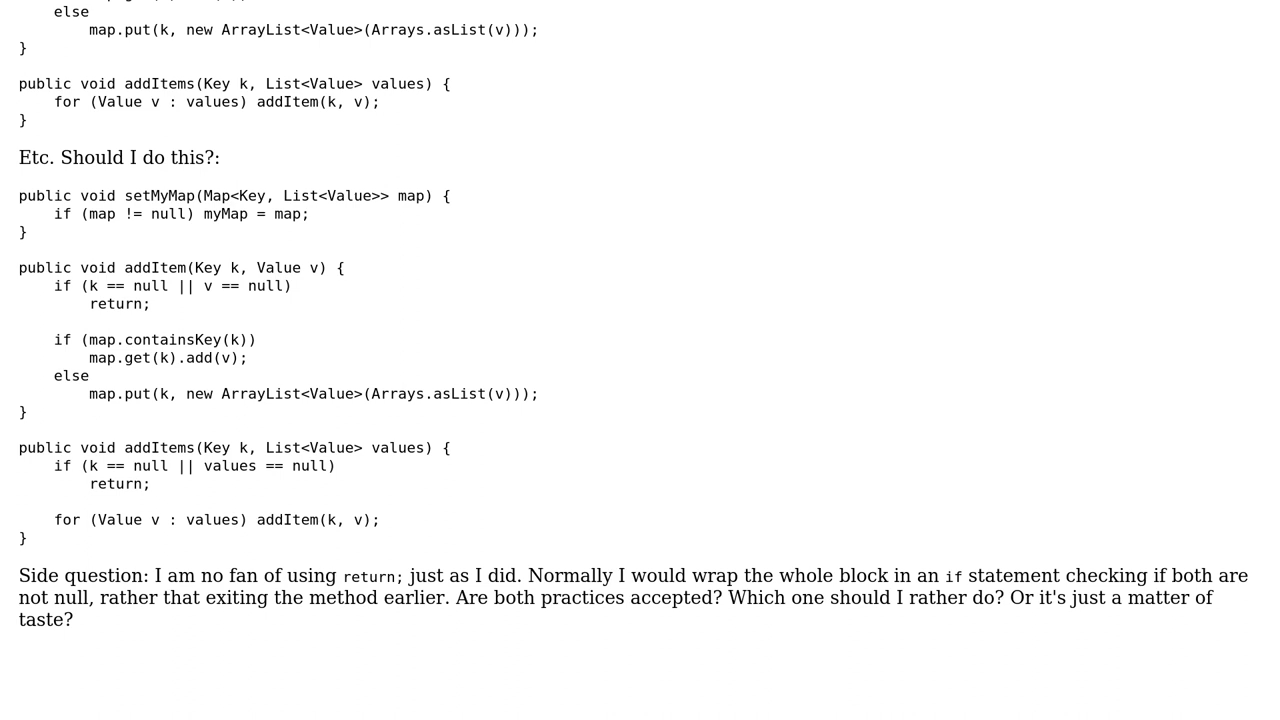 else
map.put(k, new ArrayList<Value>(Arrays.asList(v)));
}
public void addItems(Key k, List<Value> values) {
for (Value v : values) addItem(k, v);
}
Etc. Should I do this?:
public void setMyMap(Map<Key, List<Value>> map) {
if (map != null) myMap = map;
}
public void addItem(Key k, Value v) {
if (k == null || v == null)
return;
if (map.containsKey(k))
map.get(k).add(v);
else
map.put(k, new ArrayList<Value>(Arrays.asList(v)));
}
public void addItems(Key k, List<Value> values) {
if (k == null || values == null)
return;
for (Value v : values) addItem(k, v);
}
Side question: I am no fan of using return; just as I did. Normally I would wrap the whole block in an if statement checking if both are
not null, rather that exiting the method earlier. Are both practices accepted? Which one should I rather do? Or it's just a matter of
taste?